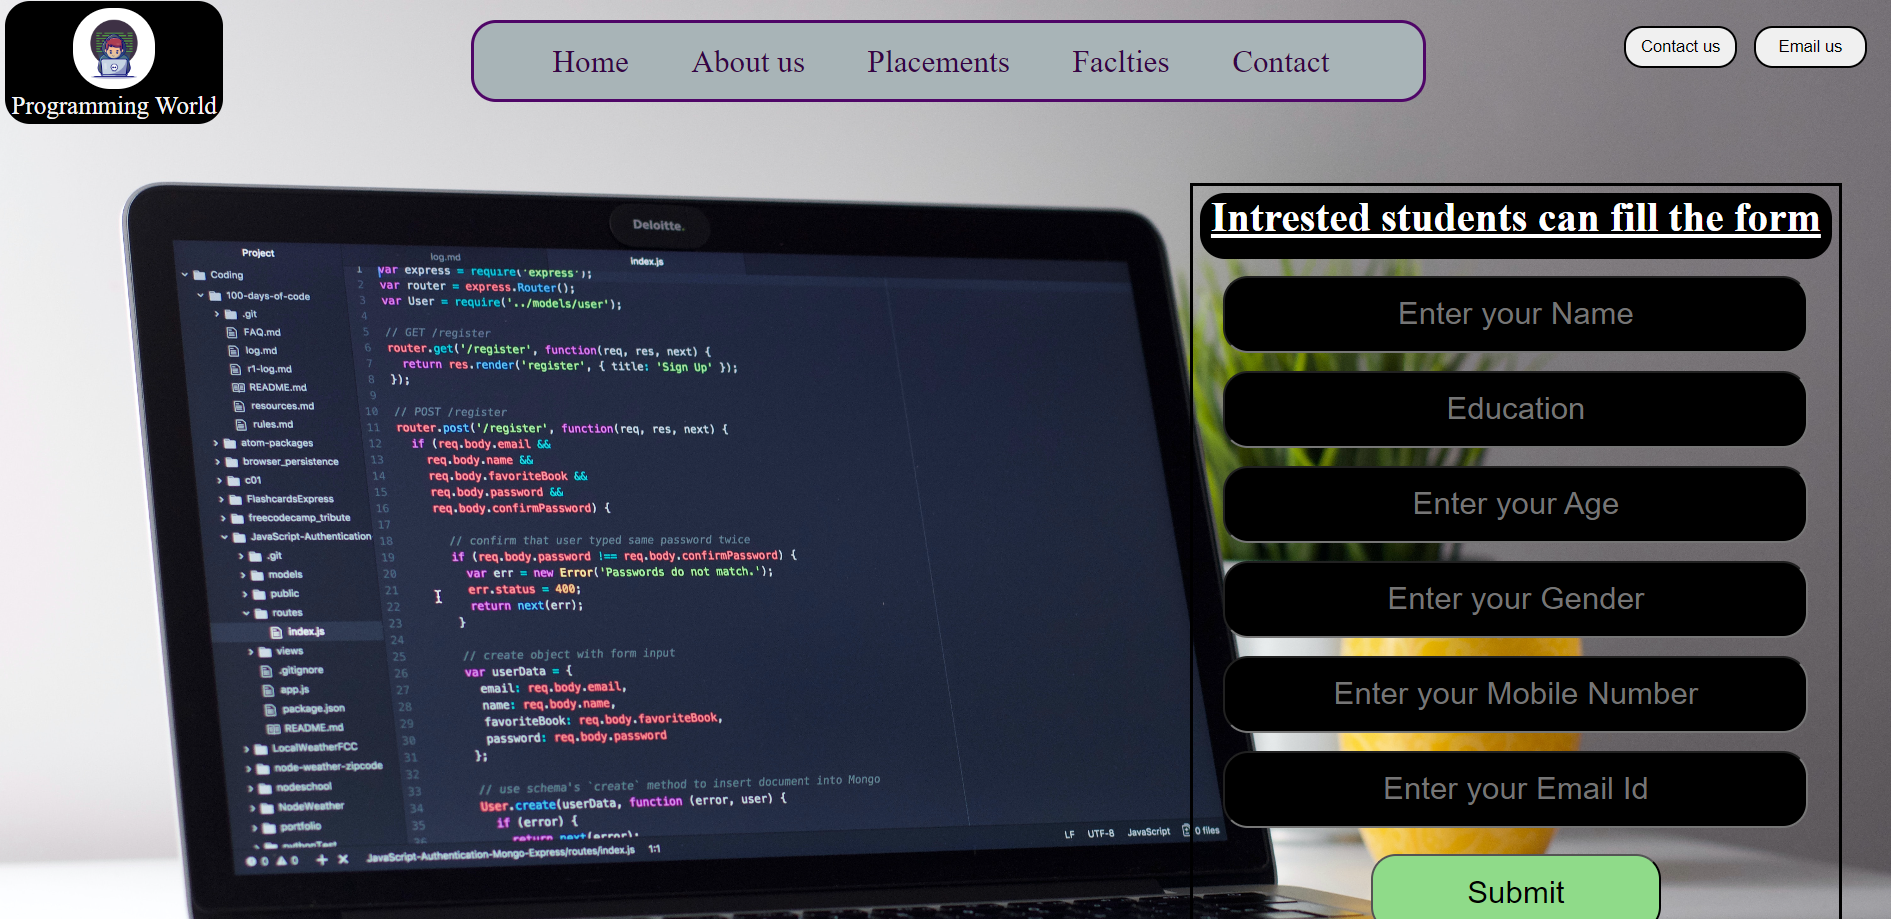 Programming World
Home About us Placements Faclties Contact
Contact us Email us
Deloitte.
Project
Coding
100-days-of-code
.git
FAQ.md
log.md
r1-log.md
README.md
resources.md
rules.md
atom-packages
browser_persistence
c01
FlashcardsExpress
freecodecamp_tribute
JavaScript-Authentication
.git
models
public
routes
index.js
views
.gitignore
app.js
package.json
README.md
LocalWeatherFCC
node-weather-zipcode
nodeschool
NodeWeather
portfolio
pythonTest
log.md index.js
1 var express = require('express');
2 var router = express.Router();
3 var User = require('../models/user');
4
5 // GET /register
6 router.get('/register', function(req, res, next) {
7 return res.render('register', { title: 'Sign Up' });
8 });
9
10 // POST /register
11 router.post('/register', function(req, res, next) {
12 if (req.body.email &&
13 req.body.name &&
14 req.body.favoriteBook &&
15 req.body.password &&
16 req.body.confirmPassword) {
17
18 // confirm that user typed same password twice
19 if (req.body.password !== req.body.confirmPassword) {
20 var err = new Error('Passwords do not match.');
21 err.status = 400;
22 return next(err);
23 }
24
25 // create object with form input
26 var userData = {
27 email: req.body.email,
28 name: req.body.name,
29 favoriteBook: req.body.favoriteBook,
30 password: req.body.password
31 };
32
33 // use schema's `create` method to insert document into Mongo
34 User.create(userData, function (error, user) {
35 if (error) {
36 return next(error);
0 0 JavaScript-Authentication-Mongo-Express/routes/index.js 1:1 LF UTF-8 JavaScript 0 files
Intrested students can fill the form
Enter your Name
Education
Enter your Age
Enter your Gender
Enter your Mobile Number
Enter your Email Id
Submit